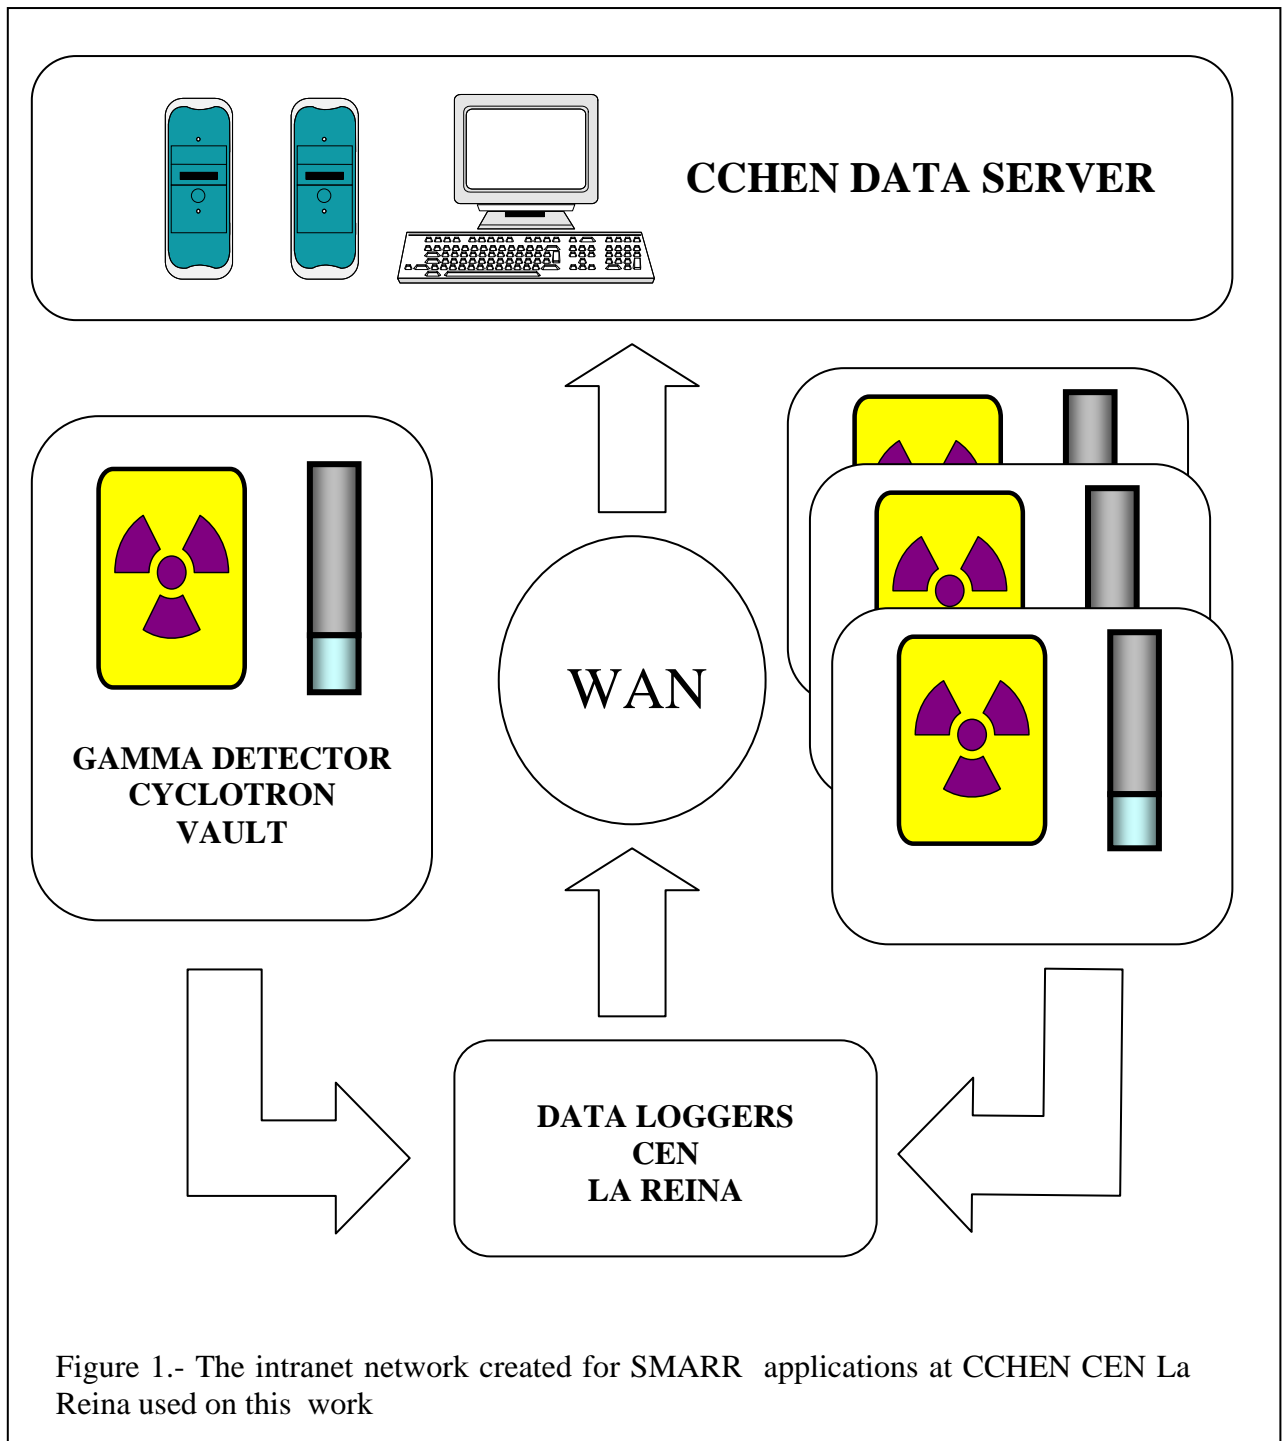 CCHEN DATA SERVER
GAMMA DETECTOR
CYCLOTRON
VAULT
WAN
DATA LOGGERS
CEN
LA REINA
Figure 1.- The intranet network created for SMARR applications at CCHEN CEN La
Reina used on this work